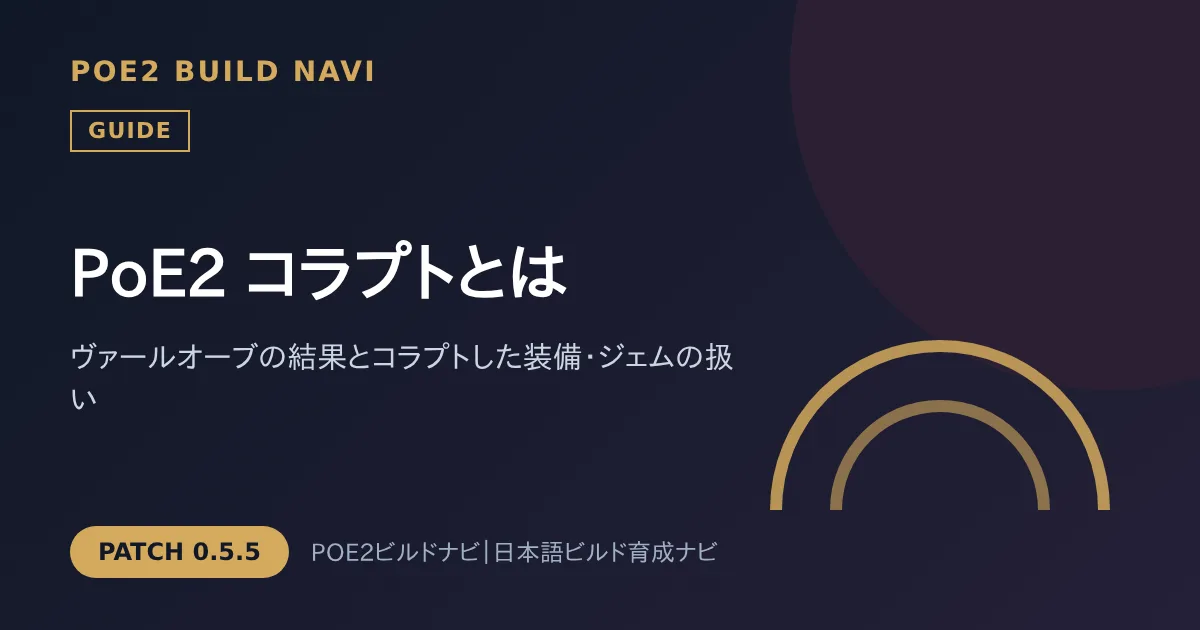 POE2 BUILD NAVI
GUIDE
PoE2 コラプトとは
ヴァールオーブの結果とコラプトした装備・ジェムの扱
い
PATCH 0.5.5
POE2ビルドナビ|日本語ビルド育成ナビ